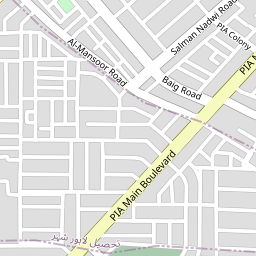 Al-Mansoor Road
Salman Nadwi Road
PIA Colony
PIA M
Baig Road
PIA Main Boulevard
تحصیل لاہور شہر